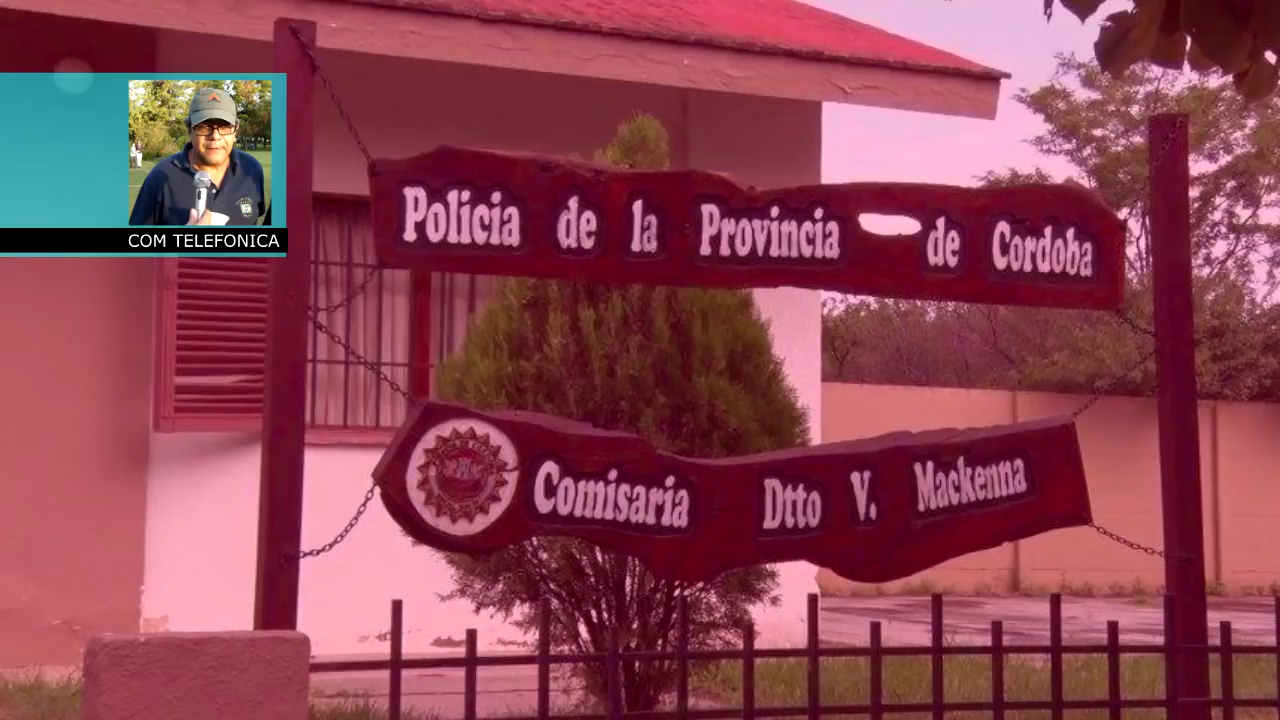 COM TELEFONICA
Policia de la Provincia de Cordoba
Comisaria Dtto V. Mackenna